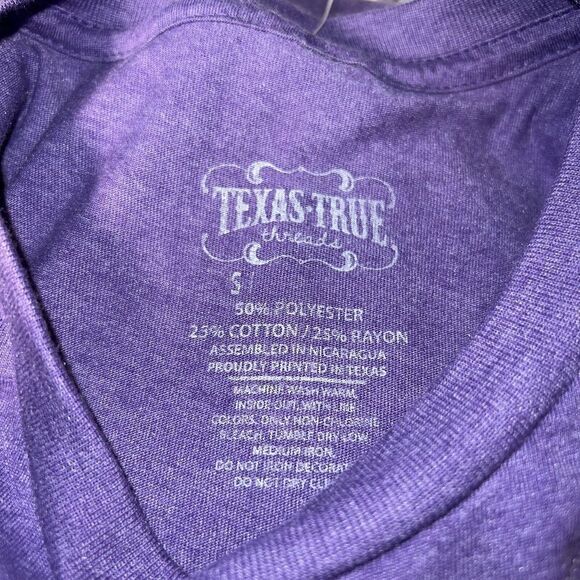 TEXAS-TRUE
threads
S
50% POLYESTER
25% COTTON / 25% RAYON
ASSEMBLED IN NICARAGUA
PROUDLY PRINTED IN TEXAS
MACHINE WASH WARM,
INSIDE OUT, WITH LIKE
COLORS. ONLY NON-CHLORINE
BLEACH. TUMBLE DRY LOW.
MEDIUM IRON.
DO NOT IRON
DO NOT DRY